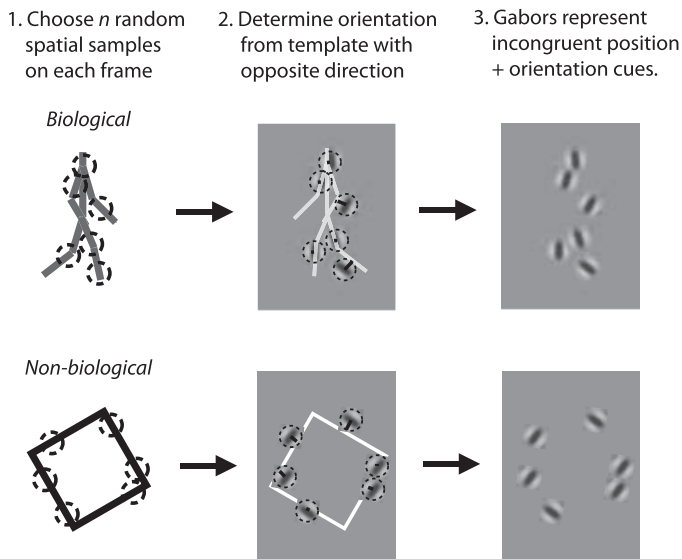 1. Choose n random
spatial samples
on each frame
2. Determine orientation
from template with
opposite direction
3. Gabors represent
incongruent position
+ orientation cues.
Biological
Non-biological